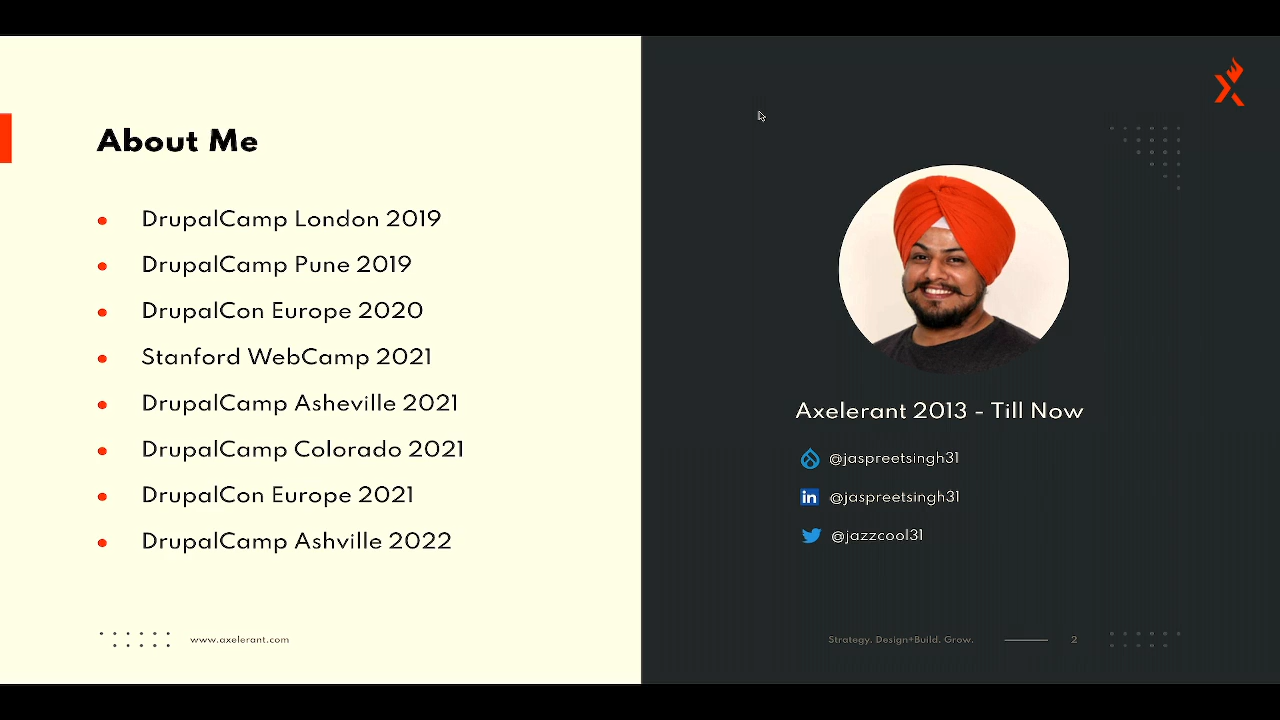 About Me
DrupalCamp London 2019
DrupalCamp Pune 2019
DrupalCon Europe 2020
Stanford WebCamp 2021
DrupalCamp Asheville 2021
DrupalCamp Colorado 2021
DrupalCon Europe 2021
DrupalCamp Ashville 2022
www.axelerant.com
Axelerant 2013 - Till Now
@jaspreetsingh31
in @jaspreetsingh31
@jazzcool31
Strategy. Design+Build. Grow. 2